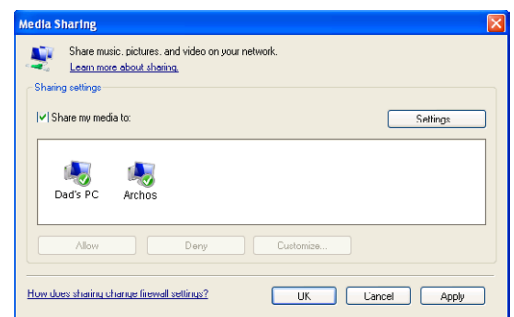 Media Sharing
Share music, pictures, and video on your network.
Learn more about sharing.
Sharing settings
Share my media to:
Settings
Dad's PC
Archos
Allow
Deny
Customize...
How does sharing change firewall settings?
OK
Cancel
Apply